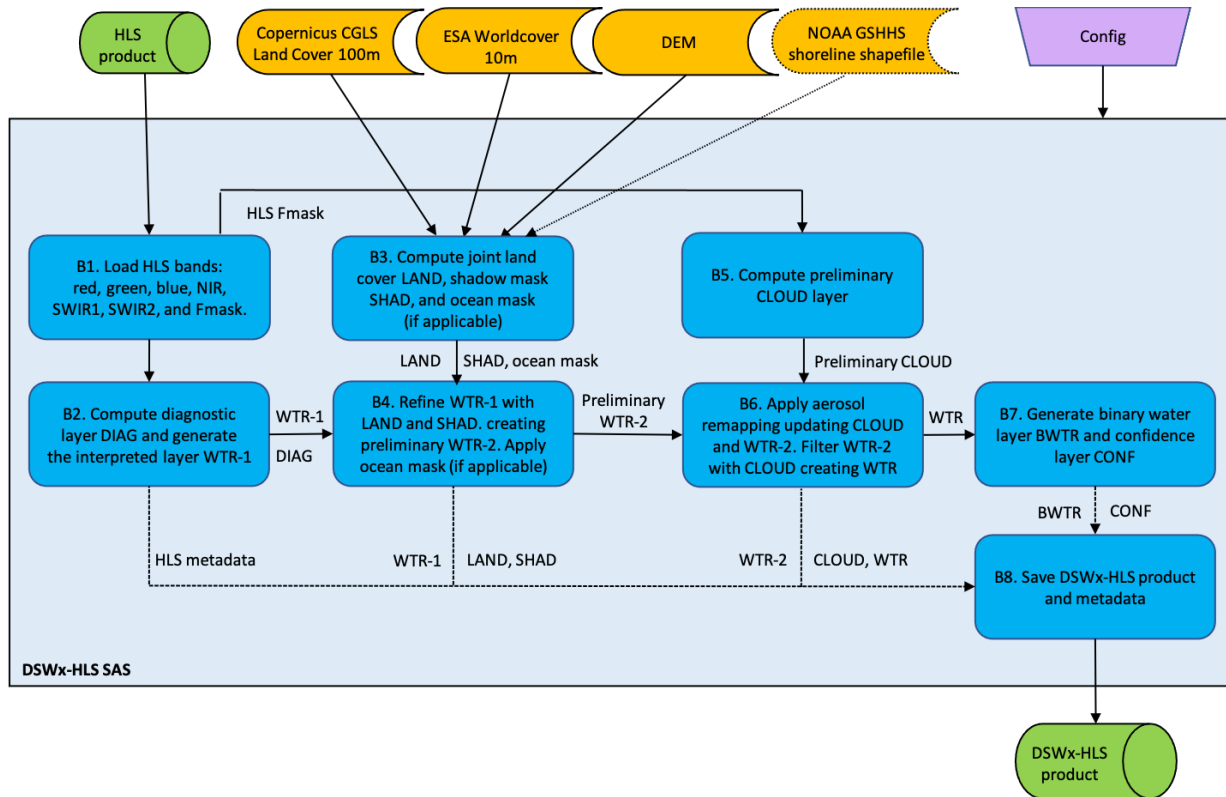 HLS
product
Copernicus CGLS
Land Cover 100m
ESA Worldcover
10m
DEM
NOAA GSHHS
shoreline shapefile
Config
HLS Fmask
B1. Load HLS bands:
red, green, blue, NIR,
SWIR1, SWIR2, and Fmask.
B3. Compute joint land
cover LAND, shadow mask
SHAD, and ocean mask
(if applicable)
B5. Compute preliminary
CLOUD layer
LAND
SHAD, ocean mask
Preliminary CLOUD
B2. Compute diagnostic
layer DIAG and generate
the interpreted layer WTR-1
WTR-1
DIAG
B4. Refine WTR-1 with
LAND and SHAD. creating
preliminary WTR-2. Apply
ocean mask (if applicable)
Preliminary
WTR-2
B6. Apply aerosol
remapping updating CLOUD
and WTR-2. Filter WTR-2
with CLOUD creating WTR
WTR
B7. Generate binary water
layer BWTR and confidence
layer CONF
BWTR
CONF
HLS metadata
WTR-1
LAND, SHAD
WTR-2
CLOUD, WTR
B8. Save DSWx-HLS product
and metadata
DSWx-HLS SAS
DSWx-HLS
product